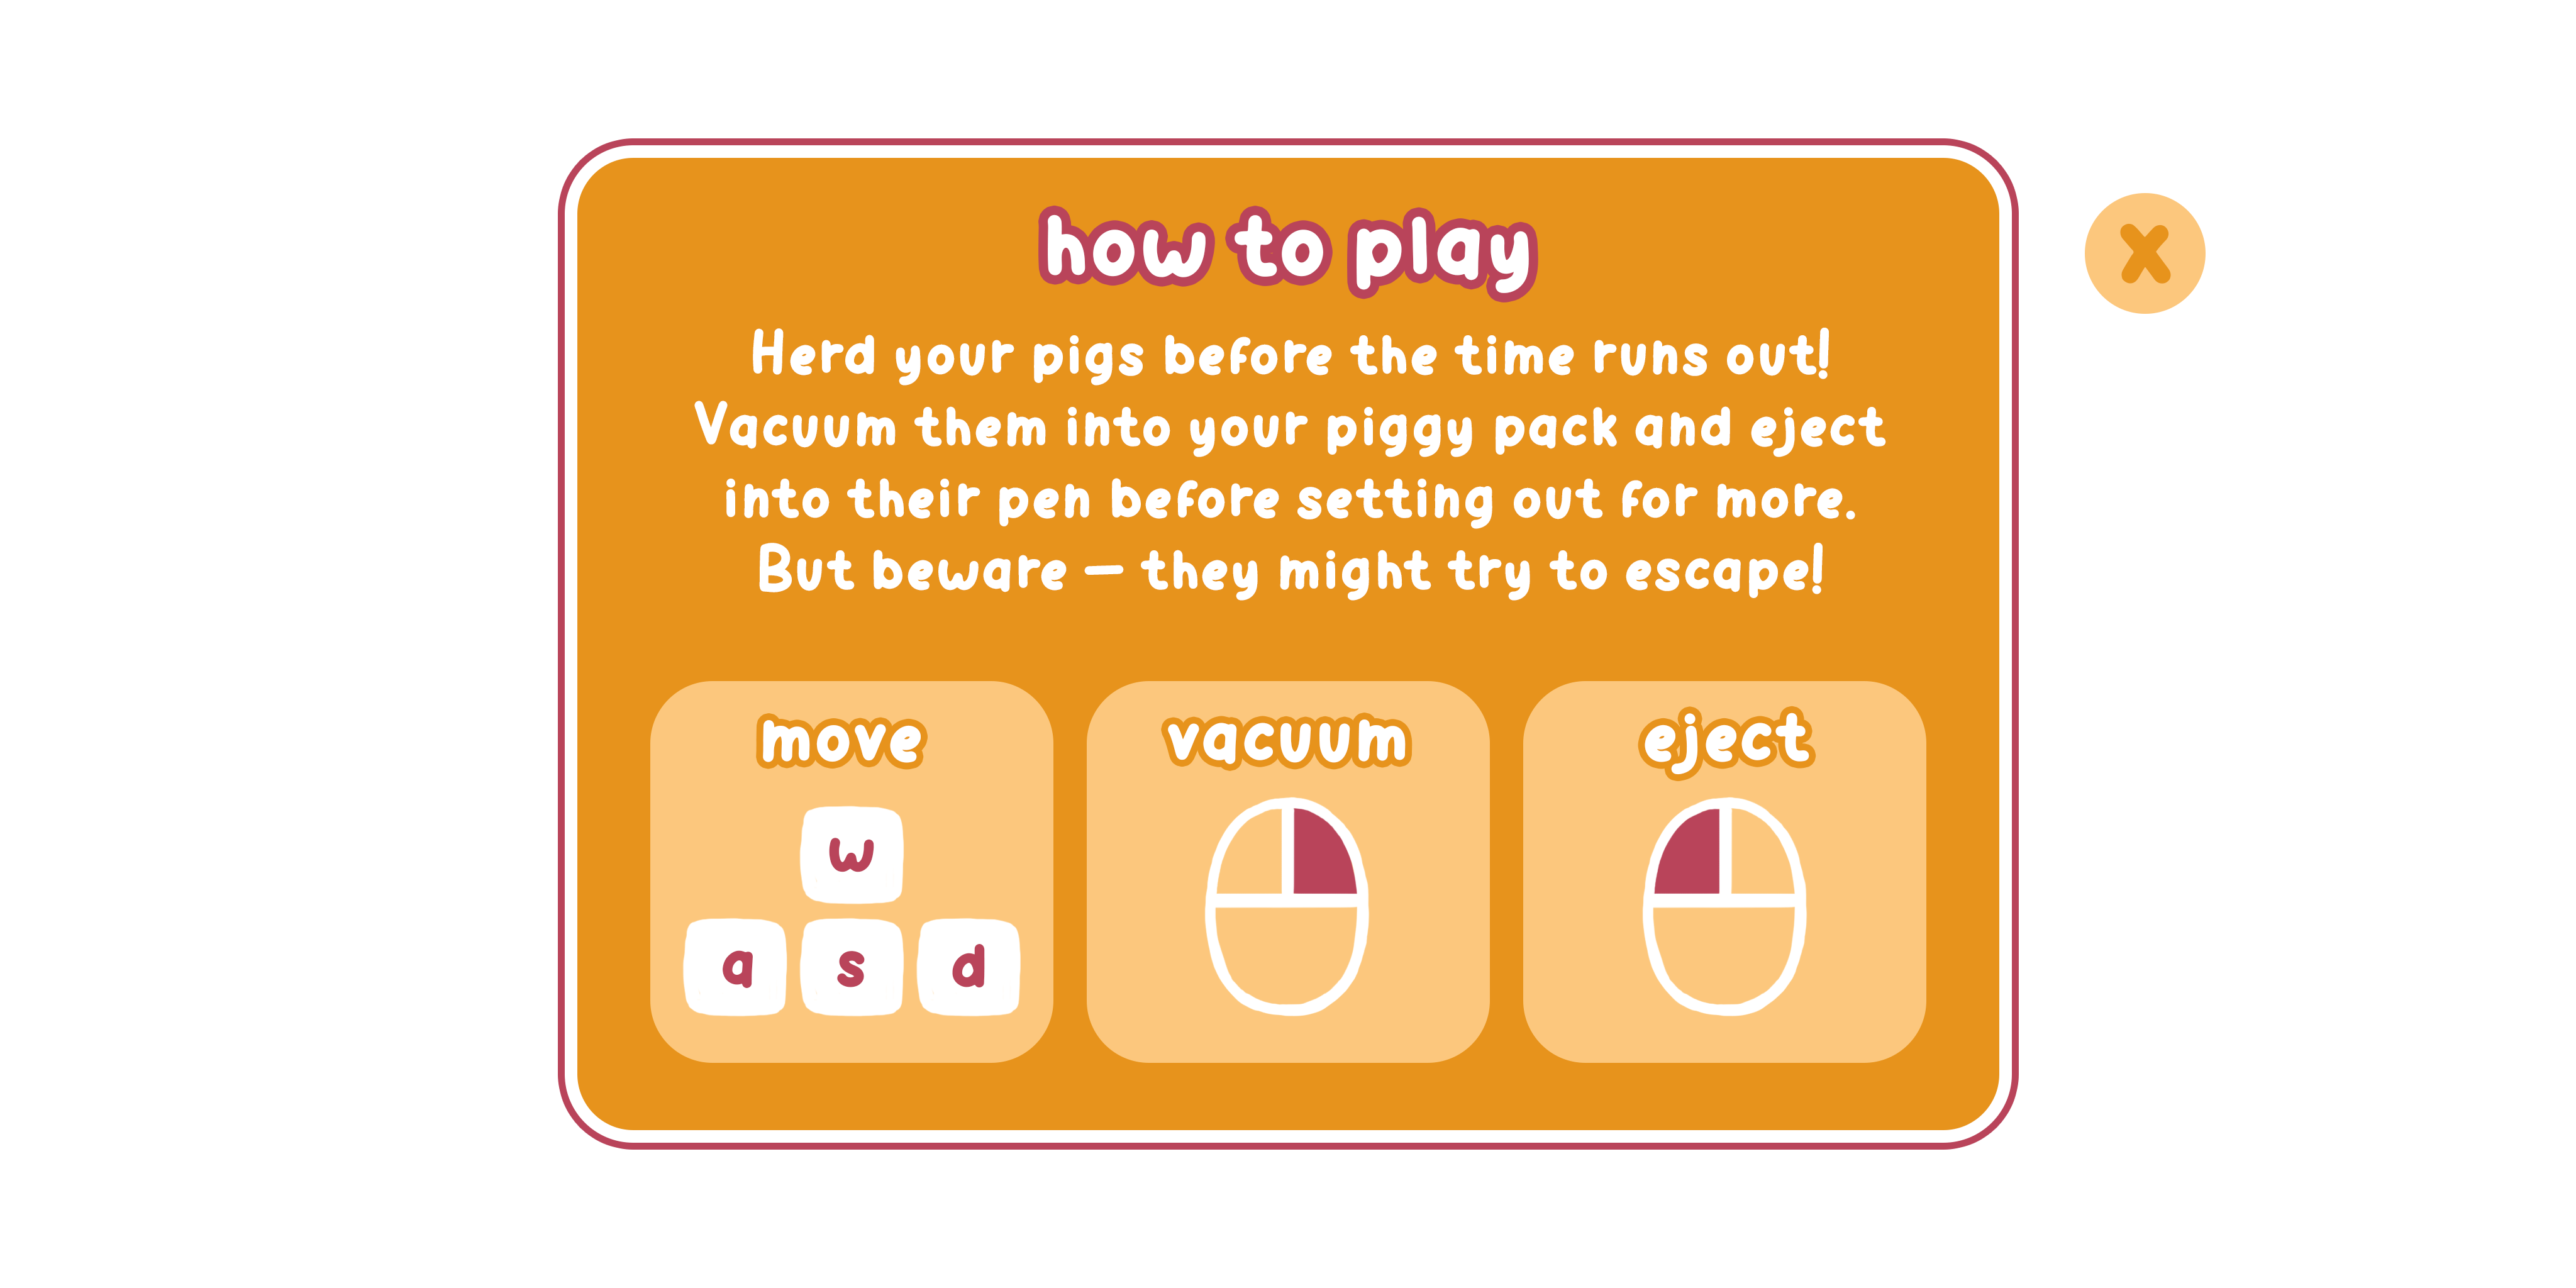 how to play
x
Herd your pigs before the time runs out!
Vacuum them into your piggy pack and eject
into their pen before setting out for more.
But beware – they might try to escape!
move
vacuum
eject
w
a s d